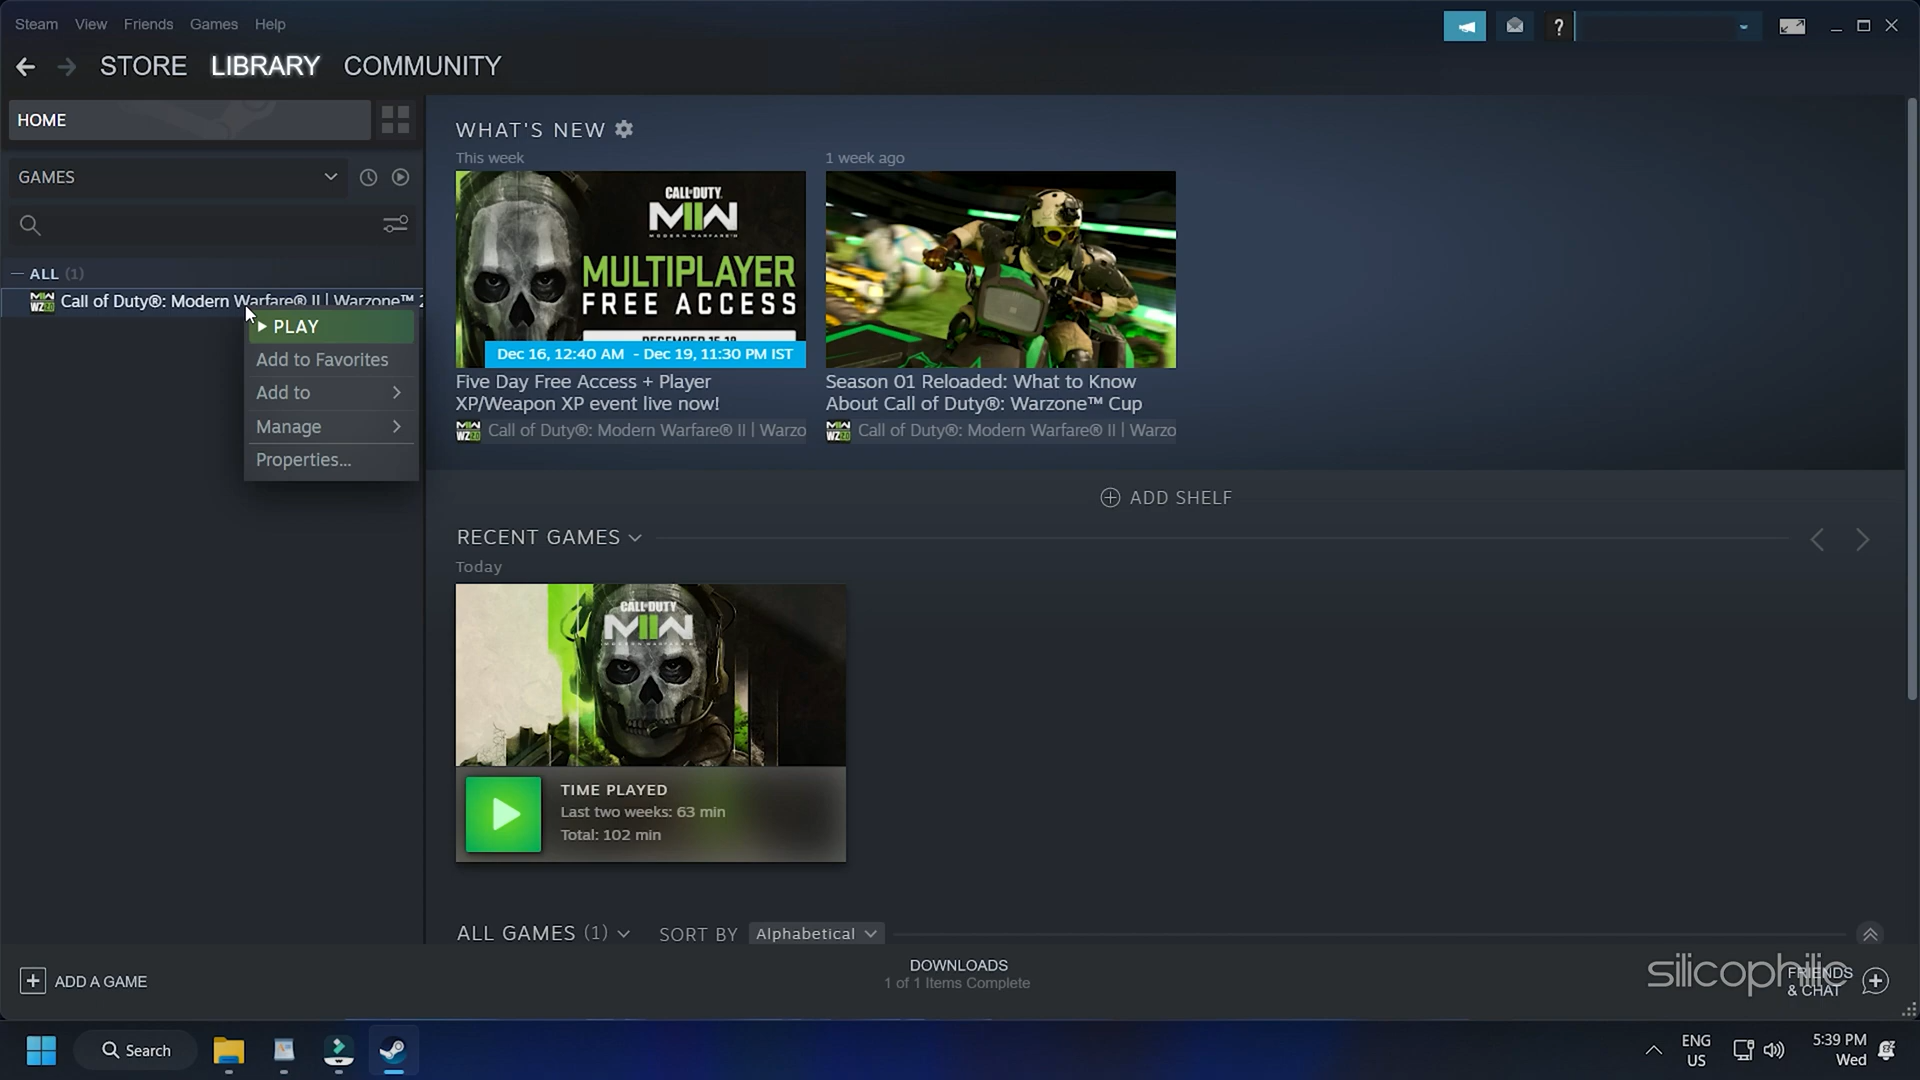 Steam View Friends Games Help
?
STORE LIBRARY COMMUNITY
HOME
GAMES
ALL (1)
Call of Duty®: Modern Warfare® II | Warzone™ 2
PLAY
Add to Favorites
Add to
Manage
Properties...
WHAT'S NEW
This week
CALL OF DUTY
MWII
MODERN WARFARE II
MULTIPLAYER
FREE ACCESS
Dec 16, 12:40 AM - Dec 19, 11:30 PM IST
Five Day Free Access + Player
XP/Weapon XP event live now!
Call of Duty®: Modern Warfare® II | Warzo
1 week ago
Season 01 Reloaded: What to Know
About Call of Duty®: Warzone™ Cup
Call of Duty®: Modern Warfare® II | Warzo
ADD SHELF
RECENT GAMES
Today
CALL OF DUTY
MWII
MODERN WARFARE II
TIME PLAYED
Last two weeks: 63 min
Total: 102 min
ALL GAMES (1) SORT BY Alphabetical
ADD A GAME
DOWNLOADS
1 of 1 Items Complete
silicophilic
FRIENDS
& CHAT
Search
ENG
US
5:39 PM
Wed